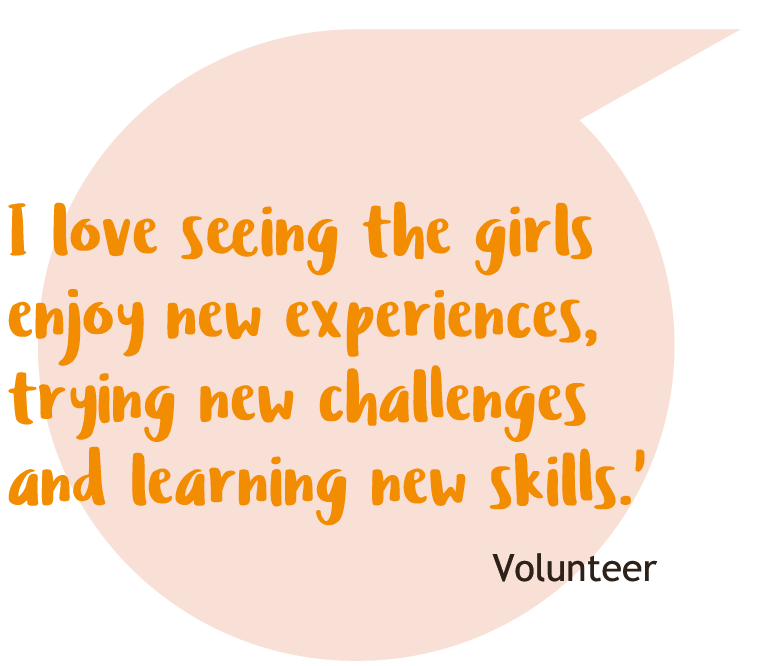 I love seeing the girls
enjoy new experiences,
trying new challenges
and learning new skills.'
Volunteer